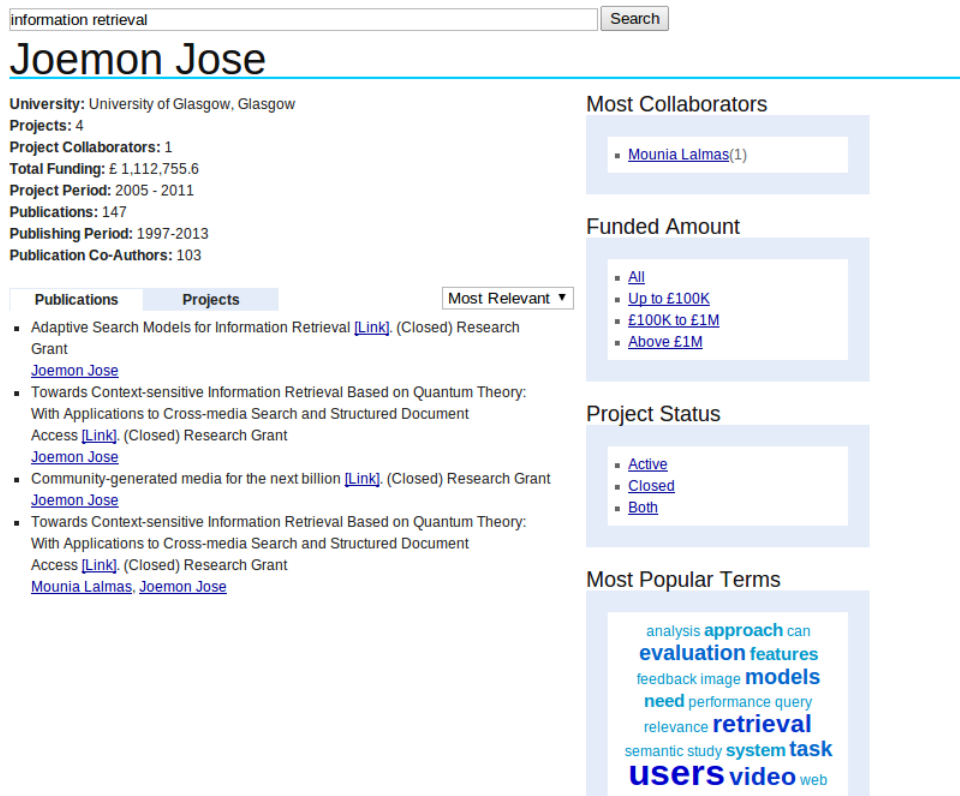 information retrieval
Search
Joemon Jose
University: University of Glasgow, Glasgow
Projects: 4
Project Collaborators: 1
Total Funding: £ 1,112,755.6
Project Period: 2005 - 2011
Publications: 147
Publishing Period: 1997-2013
Publication Co-Authors: 103
Publications
Projects
Most Relevant ▼
Adaptive Search Models for Information Retrieval [Link]. (Closed) Research
Grant
Joemon Jose
Towards Context-sensitive Information Retrieval Based on Quantum Theory:
With Applications to Cross-media Search and Structured Document
Access [Link]. (Closed) Research Grant
Joemon Jose
Community-generated media for the next billion [Link]. (Closed) Research Grant
Joemon Jose
Towards Context-sensitive Information Retrieval Based on Quantum Theory:
With Applications to Cross-media Search and Structured Document
Access [Link]. (Closed) Research Grant
Mounia Lalmas, Joemon Jose
Most Collaborators
Mounia Lalmas(1)
Funded Amount
All
Up to £100K
£100K to £1M
Above £1M
Project Status
Active
Closed
Both
Most Popular Terms
analysis approach can
evaluation features
feedback image models
need performance query
relevance retrieval
semantic study system task
users video web